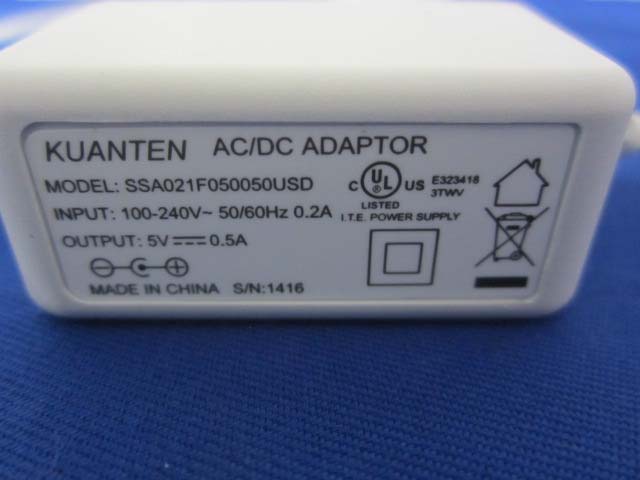 KUANTEN AC/DC ADAPTOR
MODEL: SSA021F050050USD
INPUT: 100-240V~ 50/60Hz 0.2A
OUTPUT: 5V⎓0.5A
MADE IN CHINA S/N:1416
C UL US
LISTED
E323418
3TWV
I.T.E. POWER SUPPLY